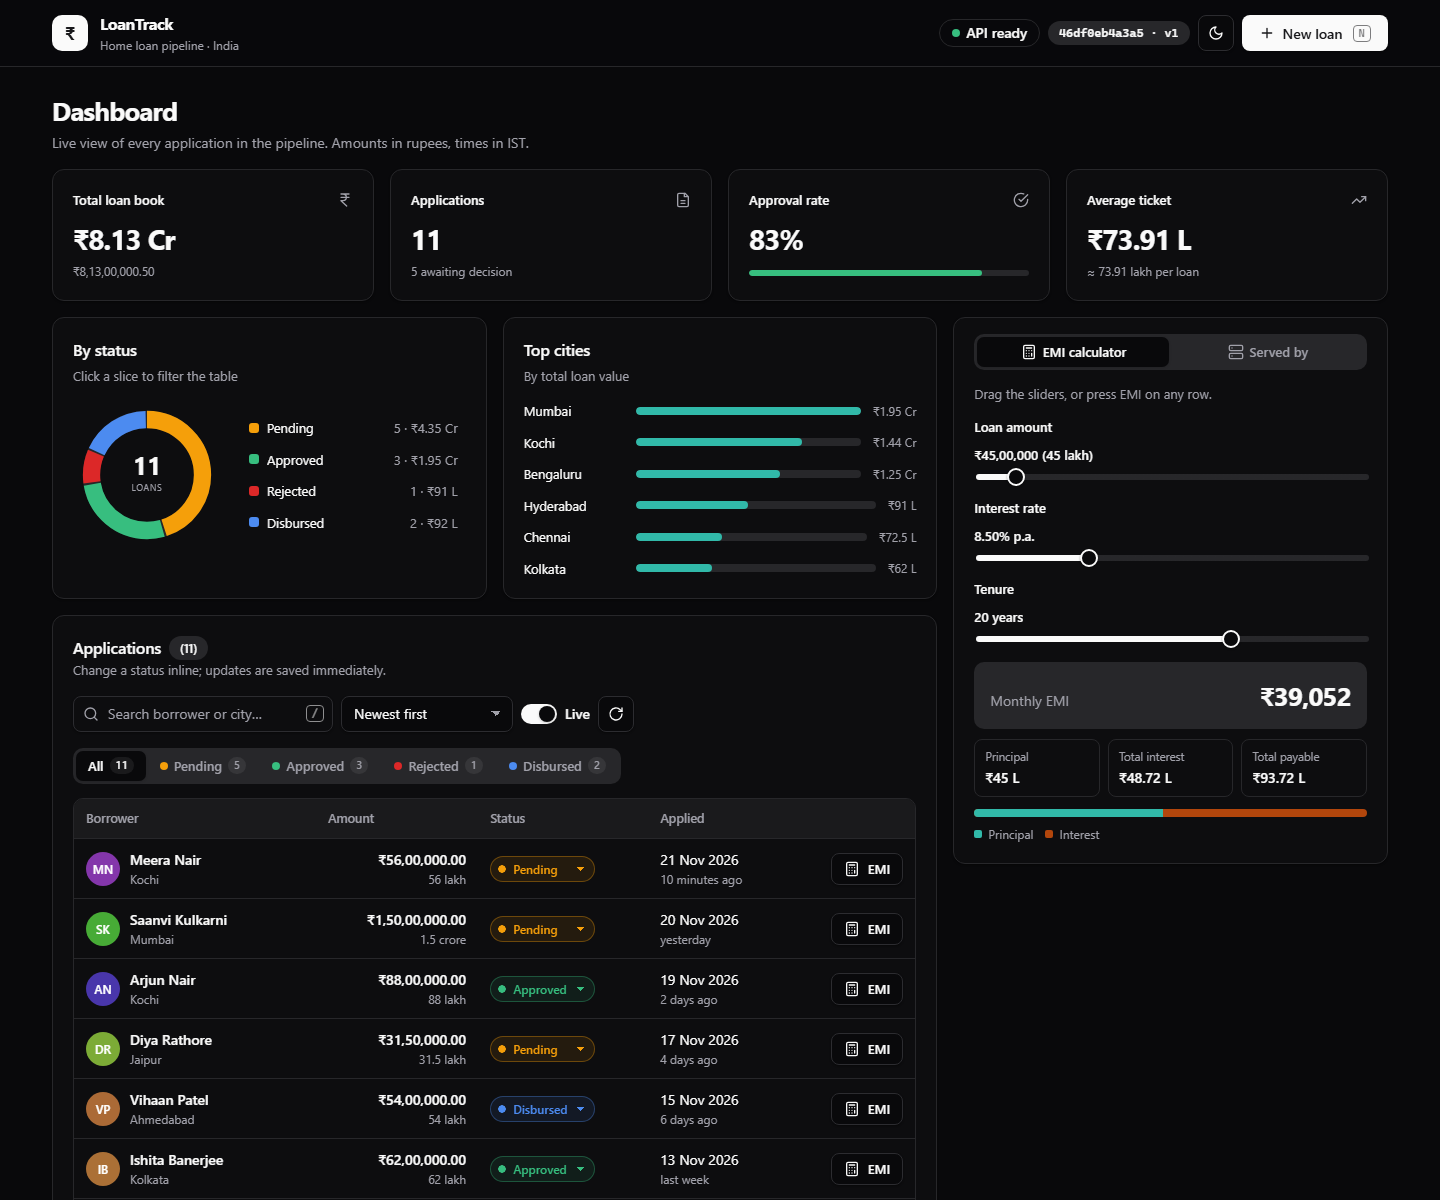 ₹
LoanTrack
Home loan pipeline · India
API ready
46df0eb4a3a5 · v1
New loan
N
Dashboard
Live view of every application in the pipeline. Amounts in rupees, times in IST.
Total loan book
₹
₹8.13 Cr
₹8,13,00,000.50
Applications
11
5 awaiting decision
Approval rate
83%
Average ticket
₹73.91 L
≈ 73.91 lakh per loan
By status
Click a slice to filter the table
11
LOANS
Pending 5 · ₹4.35 Cr
Approved 3 · ₹1.95 Cr
Rejected 1 · ₹91 L
Disbursed 2 · ₹92 L
Top cities
By total loan value
Mumbai ₹1.95 Cr
Kochi ₹1.44 Cr
Bengaluru ₹1.25 Cr
Hyderabad ₹91 L
Chennai ₹72.5 L
Kolkata ₹62 L
EMI calculator
Served by
Drag the sliders, or press EMI on any row.
Loan amount
₹45,00,000 (45 lakh)
Interest rate
8.50% p.a.
Tenure
20 years
Monthly EMI ₹39,052
Principal
₹45 L
Total interest
₹48.72 L
Total payable
₹93.72 L
Principal Interest
Applications (11)
Change a status inline; updates are saved immediately.
Search borrower or city... /
Newest first
Live
All 11
Pending 5
Approved 3
Rejected 1
Disbursed 2
Borrower Amount Status Applied
MN Meera Nair ₹56,00,000.00 Pending 21 Nov 2026 EMI
Kochi 56 lakh 10 minutes ago
SK Saanvi Kulkarni ₹1,50,00,000.00 Pending 20 Nov 2026 EMI
Mumbai 1.5 crore yesterday
AN Arjun Nair ₹88,00,000.00 Approved 19 Nov 2026 EMI
Kochi 88 lakh 2 days ago
DR Diya Rathore ₹31,50,000.00 Pending 17 Nov 2026 EMI
Jaipur 31.5 lakh 4 days ago
VP Vihaan Patel ₹54,00,000.00 Disbursed 15 Nov 2026 EMI
Ahmedabad 54 lakh 6 days ago
IB Ishita Banerjee ₹62,00,000.00 Approved 13 Nov 2026 EMI
Kolkata 62 lakh last week